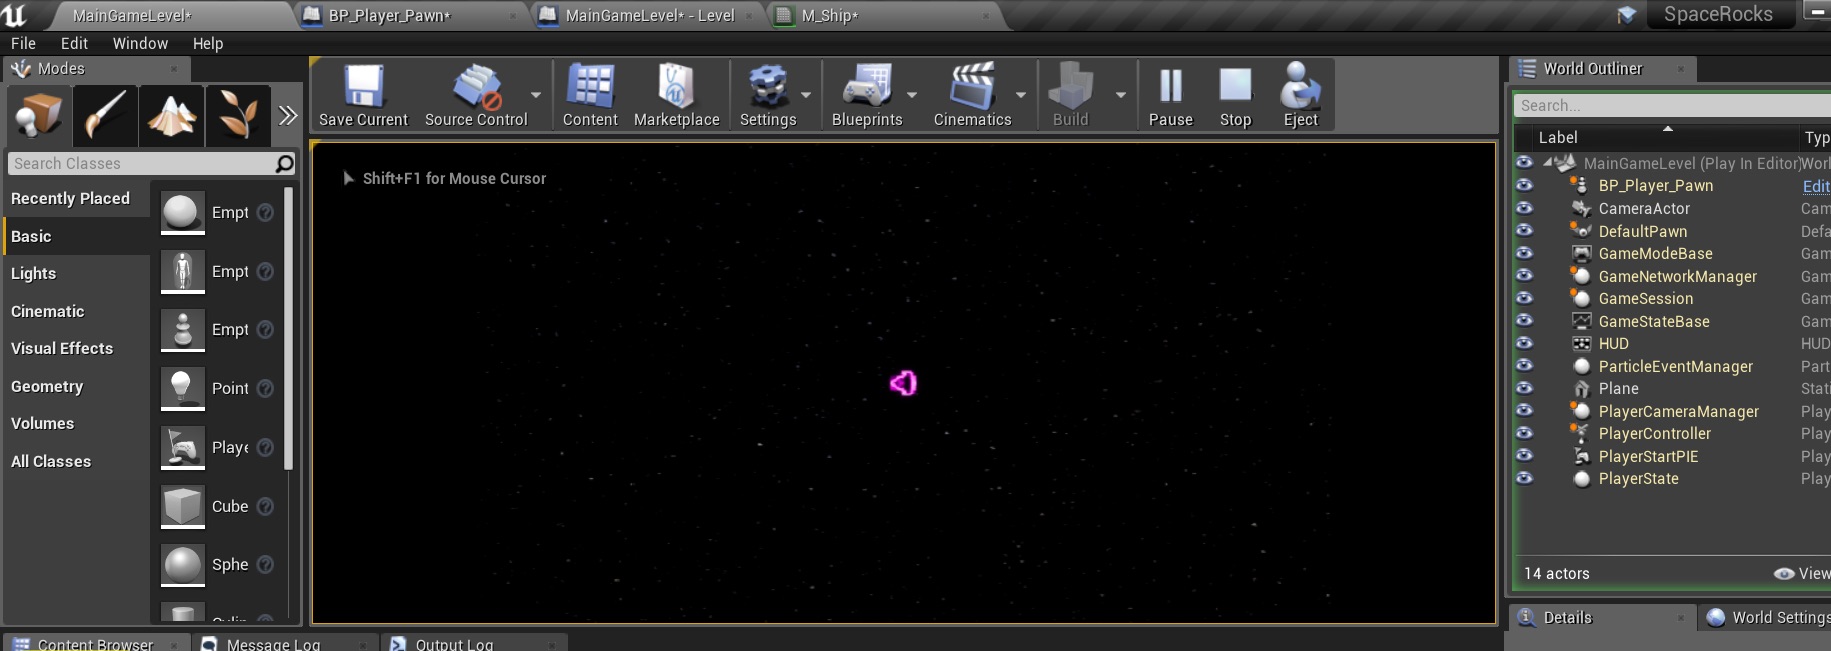 MainGameLevel*
BP_Player_Pawn*
MainGameLevel* - Level
M_Ship*
SpaceRocks
File Edit Window Help
Modes
Search Classes
Recently Placed
Basic
Lights
Cinematic
Visual Effects
Geometry
Volumes
All Classes
Empt
Empt
Empt
Point
Playe
Cube
Sphe
Save Current
Source Control
Content
Marketplace
Settings
Blueprints
Cinematics
Build
Pause
Stop
Eject
Shift+F1 for Mouse Cursor
World Outliner
Search...
Label Typ
MainGameLevel (Play In Editor) Worl
BP_Player_Pawn Edit
CameraActor Cam
DefaultPawn Defa
GameModeBase Gam
GameNetworkManager Gam
GameSession Gam
GameStateBase Gam
HUD HUD
ParticleEventManager Part
Plane Stati
PlayerCameraManager Play
PlayerController Play
PlayerStartPIE Play
PlayerState Play
14 actors View
Details
World Settings
Content Browser
Message Log
Output Log